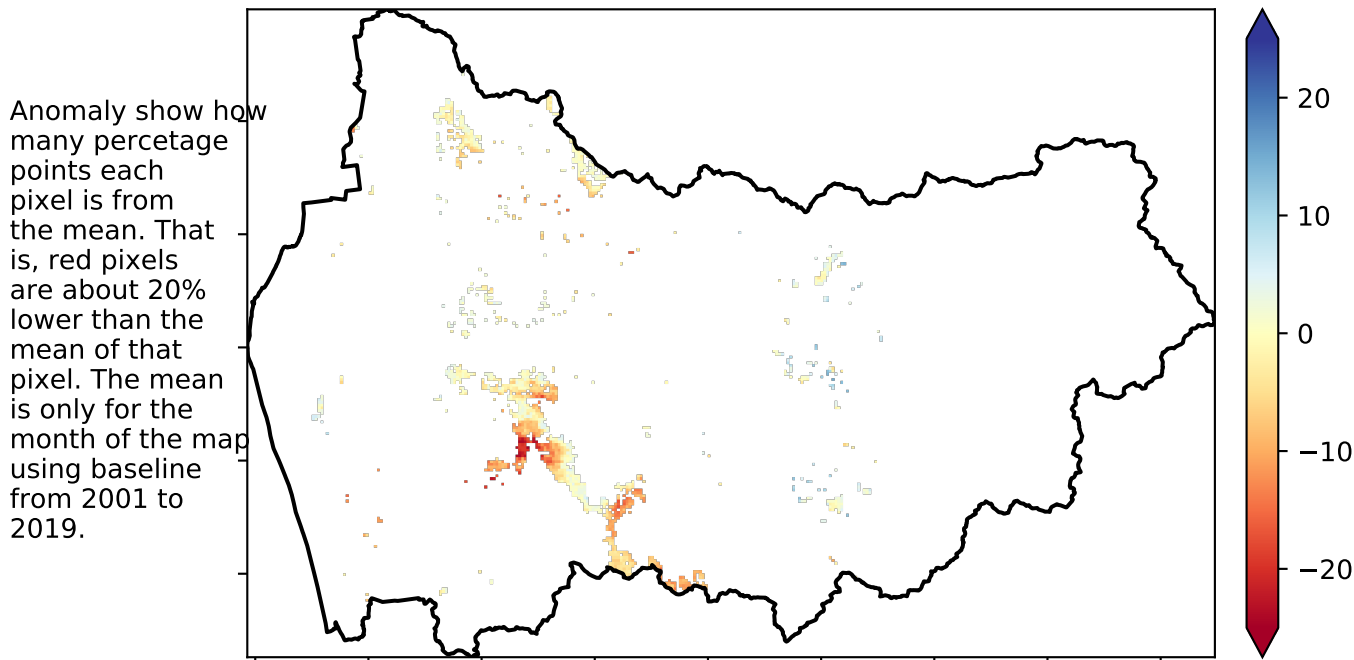 Anomaly show how
many percetage
points each
pixel is from
the mean. That
is, red pixels
are about 20%
lower than the
mean of that
pixel. The mean
is only for the
month of the map
using baseline
from 2001 to
2019.
20
10
0
−10
−20